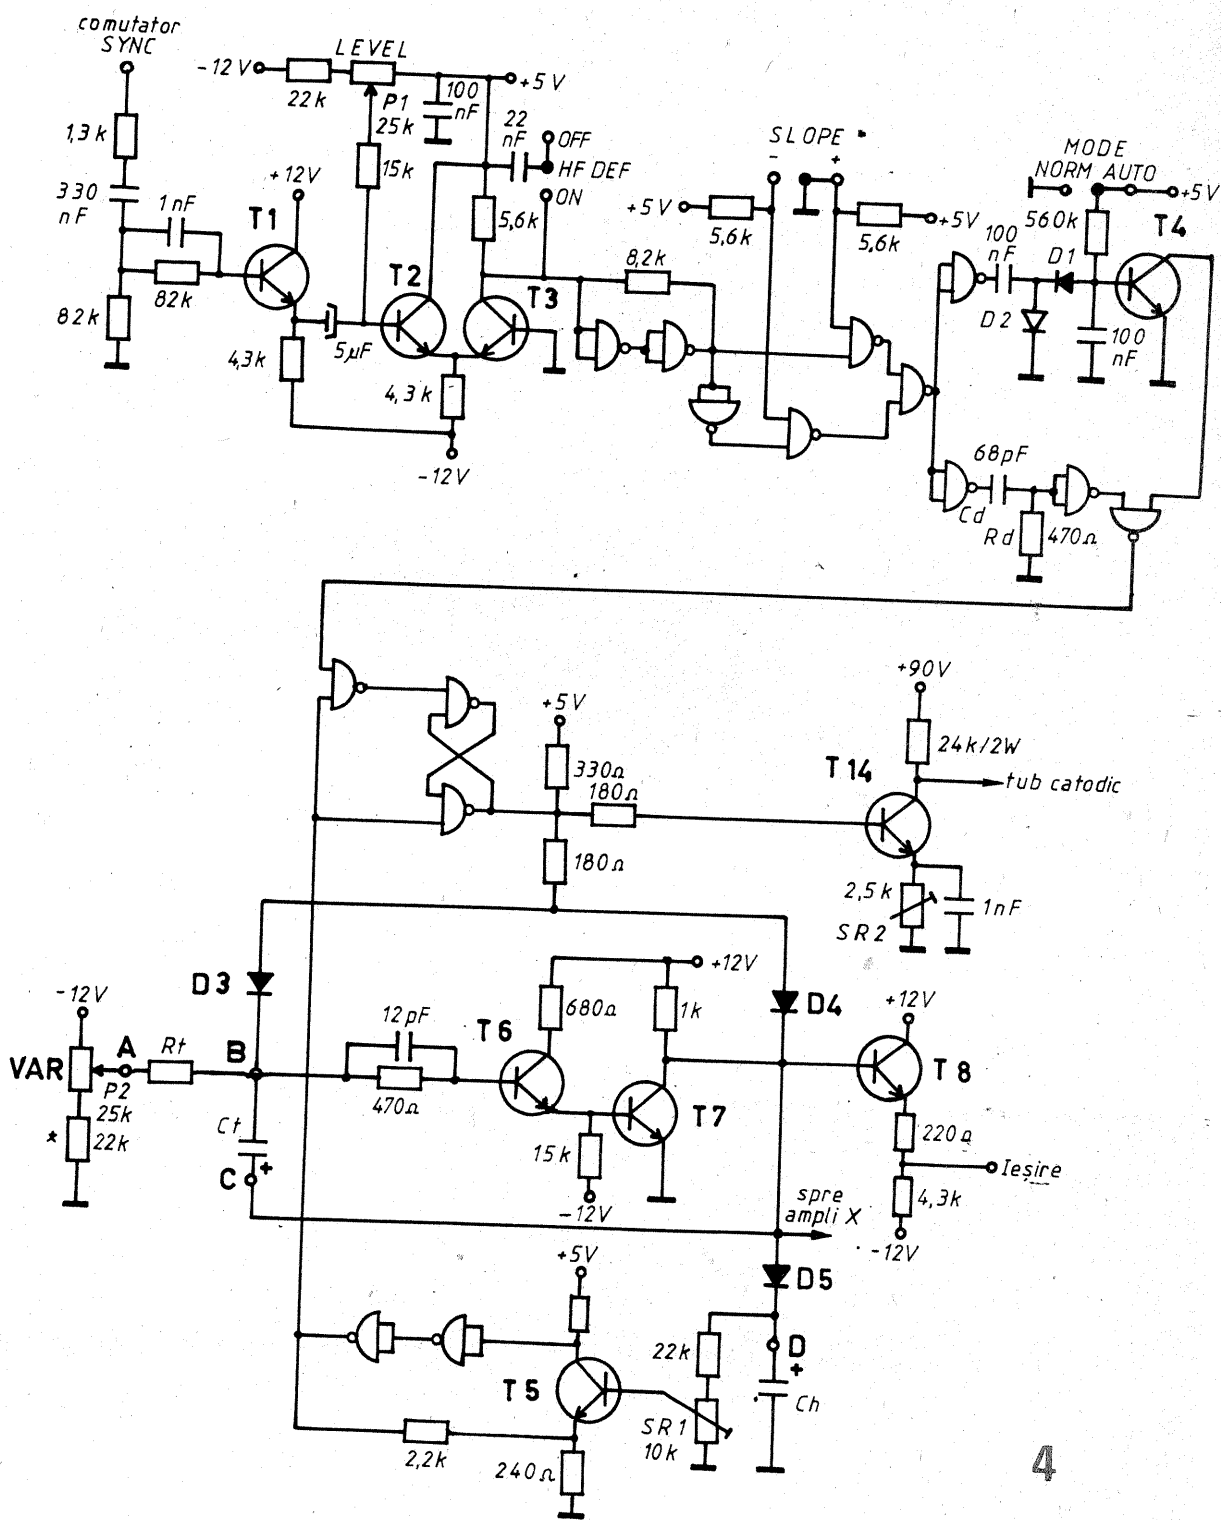 comutator
SYNC
1,3k
330
nF
1nF
82k
82k
+12V
T1
4,3k
5µF
-12V
22k
LEVEL
P1
25k
15k
100
nF
+5V
22
nF
OFF
HF DEF
ON
5,6k
T2
T3
4,3k
-12V
8,2k
SLOPE
-
+
+5V
5,6k
5,6k
+5V
MODE
NORM AUTO
+5V
560k
T4
100
nF
D1
D2
100
nF
68pF
Cd
Rd
470Ω
+5V
330Ω
180Ω
180Ω
+90V
24k/2W
T14
tub catodic
2,5k
SR2
1nF
D3
-12V
VAR
A
Rt
B
P2
25k
*
22k
Ct
C
+
12pF
470Ω
T6
680Ω
+12V
1k
T7
15k
-12V
D4
+12V
T8
220Ω
Ieșire
4,3k
-12V
spre
ampli X
+5V
D5
D
+
Ch
22k
SR1
10k
T5
2,2k
240Ω
4